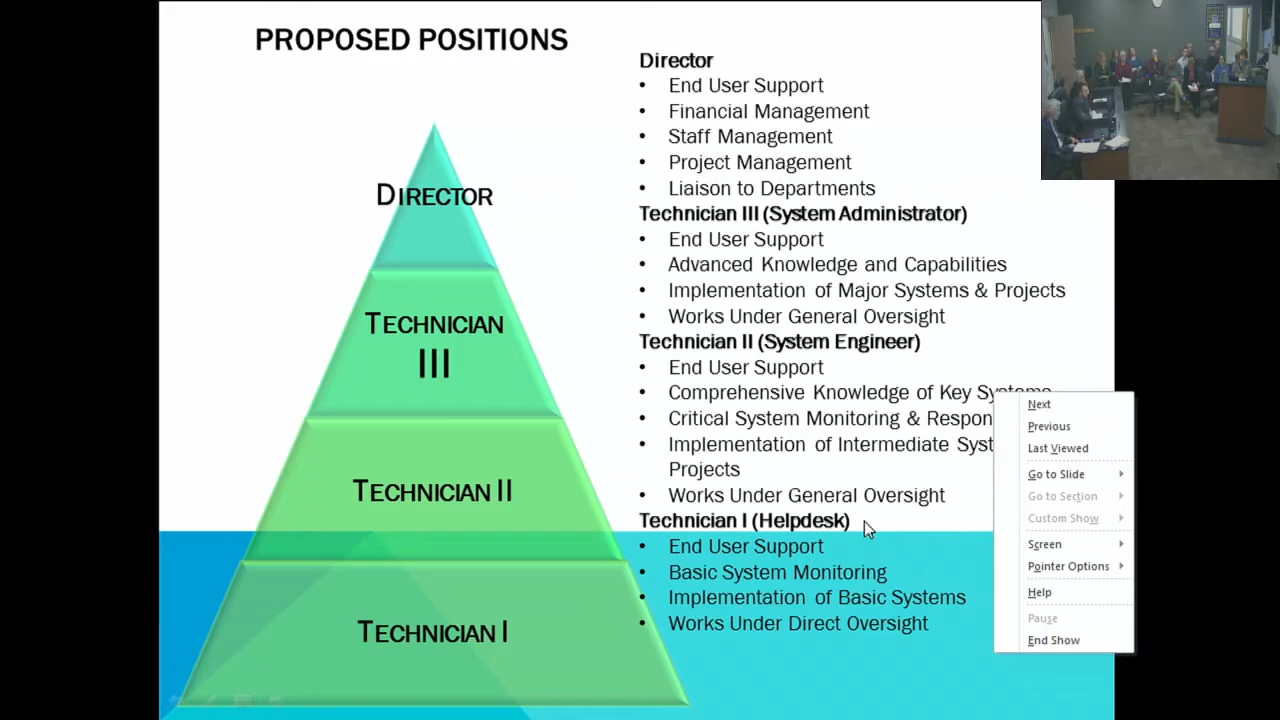 PROPOSED POSITIONS
DIRECTOR
TECHNICIAN
III
TECHNICIAN II
TECHNICIAN I
Director
• End User Support
• Financial Management
• Staff Management
• Project Management
• Liaison to Departments
Technician III (System Administrator)
• End User Support
• Advanced Knowledge and Capabilities
• Implementation of Major Systems & Projects
• Works Under General Oversight
Technician II (System Engineer)
• End User Support
• Comprehensive Knowledge of Key Systems
• Critical System Monitoring & Respon
• Implementation of Intermediate Syst
Projects
• Works Under General Oversight
Technician I (Helpdesk)
• End User Support
• Basic System Monitoring
• Implementation of Basic Systems
• Works Under Direct Oversight
Next
Previous
Last Viewed
Go to Slide
Go to Section
Custom Show
Screen
Pointer Options
Help
Pause
End Show